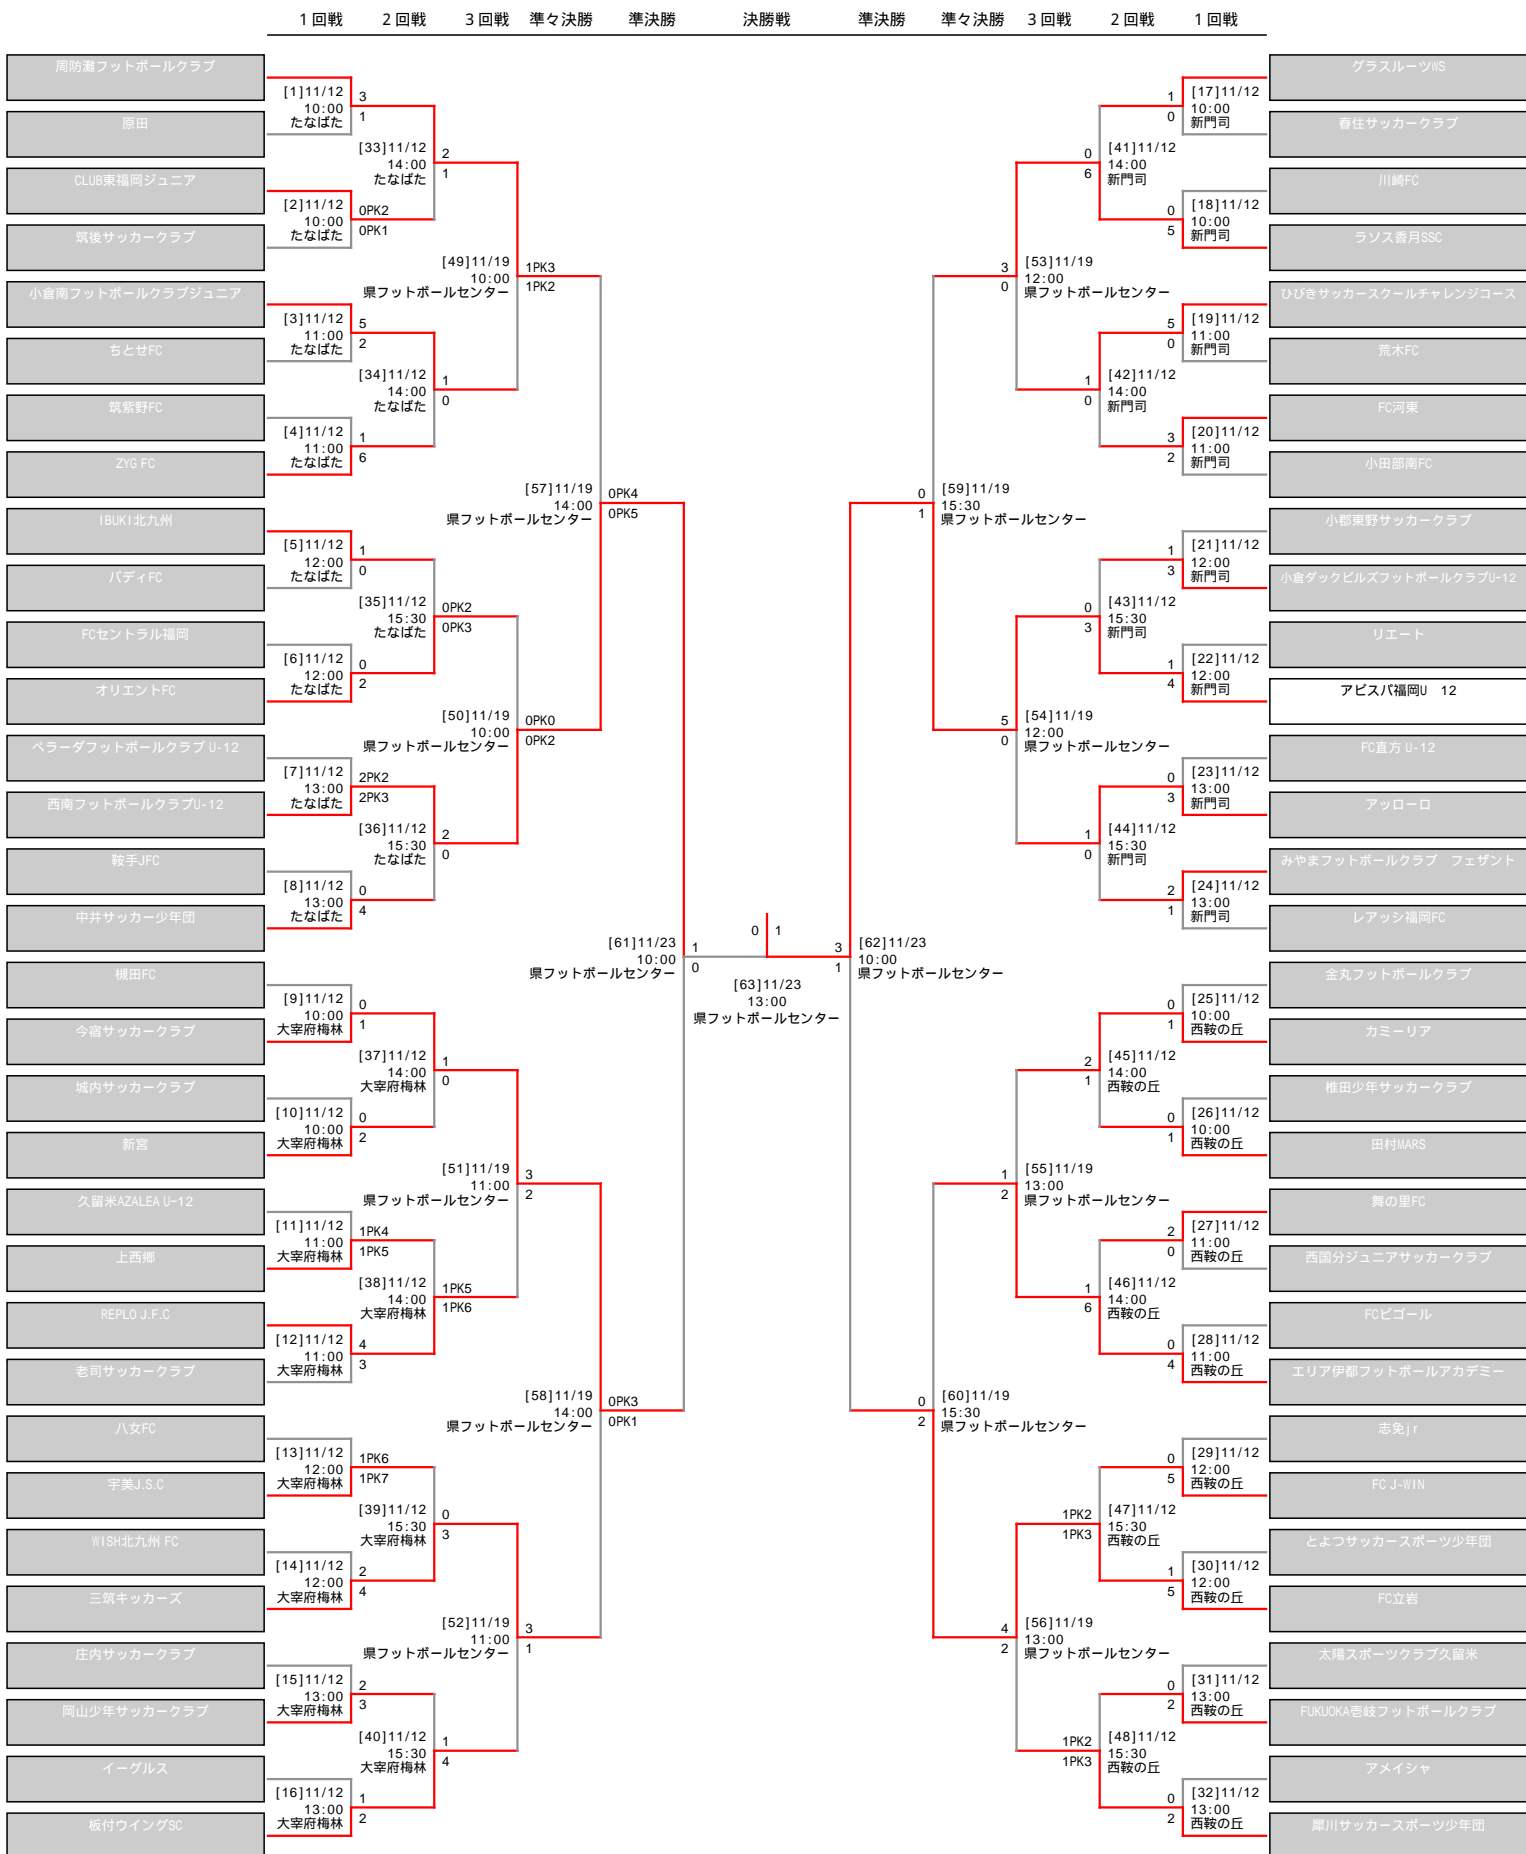 1回戦 2回戦 3回戦 準々決勝 準決勝 決勝戦 準決勝 準々決勝 3回戦 2回戦 1回戦
周防灘フットボールクラブ
[1]11/12
10:00
たなばた
3
1
原田
[33]11/12
14:00
たなばた
2
1
CLUB東福岡ジュニア
[2]11/12
10:00
たなばた
0PK2
0PK1
筑後サッカークラブ
[49]11/19
10:00
県フットボールセンター
1PK3
1PK2
小倉南フットボールクラブジュニア
[3]11/12
11:00
たなばた
5
2
ちとせFC
[34]11/12
14:00
たなばた
1
0
筑紫野FC
[4]11/12
11:00
たなばた
1
6
ZYG FC
[57]11/19
14:00
県フットボールセンター
0PK4
0PK5
IBUKI北九州
[5]11/12
12:00
たなばた
1
0
バディFC
[35]11/12
15:30
たなばた
0PK2
0PK3
FCセントラル福岡
[6]11/12
12:00
たなばた
0
2
オリエントFC
[50]11/19
10:00
県フットボールセンター
0PK0
0PK2
ペラーダフットボールクラブ U-12
[7]11/12
13:00
たなばた
2PK2
2PK3
西南フットボールクラブU-12
[36]11/12
15:30
たなばた
2
0
鞍手JFC
[8]11/12
13:00
たなばた
0
4
中井サッカー少年団
[61]11/23
10:00
県フットボールセンター
1
0
槻田FC
[9]11/12
10:00
大宰府梅林
0
1
今宿サッカークラブ
[37]11/12
14:00
大宰府梅林
1
0
城内サッカークラブ
[10]11/12
10:00
大宰府梅林
0
2
新宮
[51]11/19
11:00
県フットボールセンター
3
2
久留米AZALEA U-12
[11]11/12
11:00
大宰府梅林
1PK4
1PK5
上西郷
[38]11/12
14:00
大宰府梅林
1PK5
1PK6
REPLO J.F.C
[12]11/12
11:00
大宰府梅林
4
3
老司サッカークラブ
[58]11/19
14:00
県フットボールセンター
0PK3
0PK1
八女FC
[13]11/12
12:00
大宰府梅林
1PK6
1PK7
宇美J.S.C
[39]11/12
15:30
大宰府梅林
0
3
WISH北九州 FC
[14]11/12
12:00
大宰府梅林
2
4
三筑キッカーズ
[52]11/19
11:00
県フットボールセンター
3
1
庄内サッカークラブ
[15]11/12
13:00
大宰府梅林
2
3
岡山少年サッカークラブ
[40]11/12
15:30
大宰府梅林
1
4
イーグルス
[16]11/12
13:00
大宰府梅林
1
2
板付ウイングSC
0 1
[63]11/23
13:00
県フットボールセンター
グラスルーツWS
1
0
[17]11/12
10:00
新門司
春住サッカークラブ
0
6
[41]11/12
14:00
新門司
川崎FC
0
5
[18]11/12
10:00
新門司
ラソス香月SSC
3
0
[53]11/19
12:00
県フットボールセンター
ひびきサッカースクールチャレンジコース
5
0
[19]11/12
11:00
新門司
荒木FC
1
0
[42]11/12
14:00
新門司
FC河東
3
2
[20]11/12
11:00
新門司
小田部南FC
0
1
[59]11/19
15:30
県フットボールセンター
小郡東野サッカークラブ
1
3
[21]11/12
12:00
新門司
小倉ダックビルズフットボールクラブU-12
0
3
[43]11/12
15:30
新門司
リエート
1
4
[22]11/12
12:00
新門司
アビスパ福岡U 12
5
0
[54]11/19
12:00
県フットボールセンター
FC直方 U-12
0
3
[23]11/12
13:00
新門司
アッローロ
1
0
[44]11/12
15:30
新門司
みやまフットボールクラブ フェザント
2
1
[24]11/12
13:00
新門司
レアッシ福岡FC
3
1
[62]11/23
10:00
県フットボールセンター
金丸フットボールクラブ
0
1
[25]11/12
10:00
西鞍の丘
カミーリア
2
1
[45]11/12
14:00
西鞍の丘
椎田少年サッカークラブ
0
1
[26]11/12
10:00
西鞍の丘
田村MARS
1
2
[55]11/19
13:00
県フットボールセンター
舞の里FC
2
0
[27]11/12
11:00
西鞍の丘
西国分ジュニアサッカークラブ
1
6
[46]11/12
14:00
西鞍の丘
FCビゴール
0
4
[28]11/12
11:00
西鞍の丘
エリア伊都フットボールアカデミー
0
2
[60]11/19
15:30
県フットボールセンター
志免jr
0
5
[29]11/12
12:00
西鞍の丘
FC J-WIN
1PK2
1PK3
[47]11/12
15:30
西鞍の丘
とよつサッカースポーツ少年団
1
5
[30]11/12
12:00
西鞍の丘
FC立岩
4
2
[56]11/19
13:00
県フットボールセンター
太陽スポーツクラブ久留米
0
2
[31]11/12
13:00
西鞍の丘
FUKUOKA壱岐フットボールクラブ
1PK2
1PK3
[48]11/12
15:30
西鞍の丘
アメイシャ
0
2
[32]11/12
13:00
西鞍の丘
犀川サッカースポーツ少年団